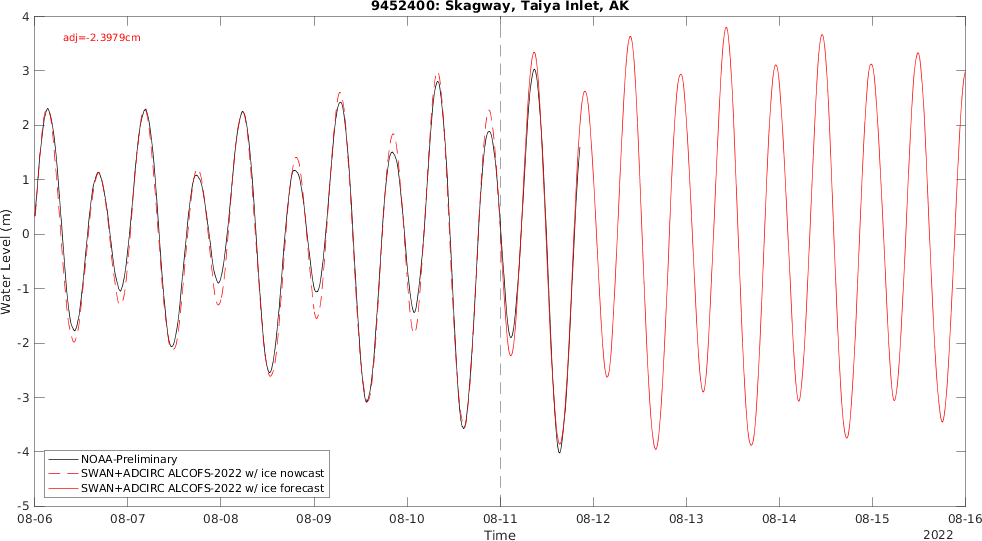 9452400: Skagway, Taiya Inlet, AK
adj=-2.3979cm
4
3
2
1
0
-1
-2
-3
-4
-5
Water Level (m)
NOAA-Preliminary
SWAN+ADCIRC ALCOFS-2022 w/ ice nowcast
SWAN+ADCIRC ALCOFS-2022 w/ ice forecast
08-06 08-07 08-08 08-09 08-10 08-11 08-12 08-13 08-14 08-15 08-16
Time
2022